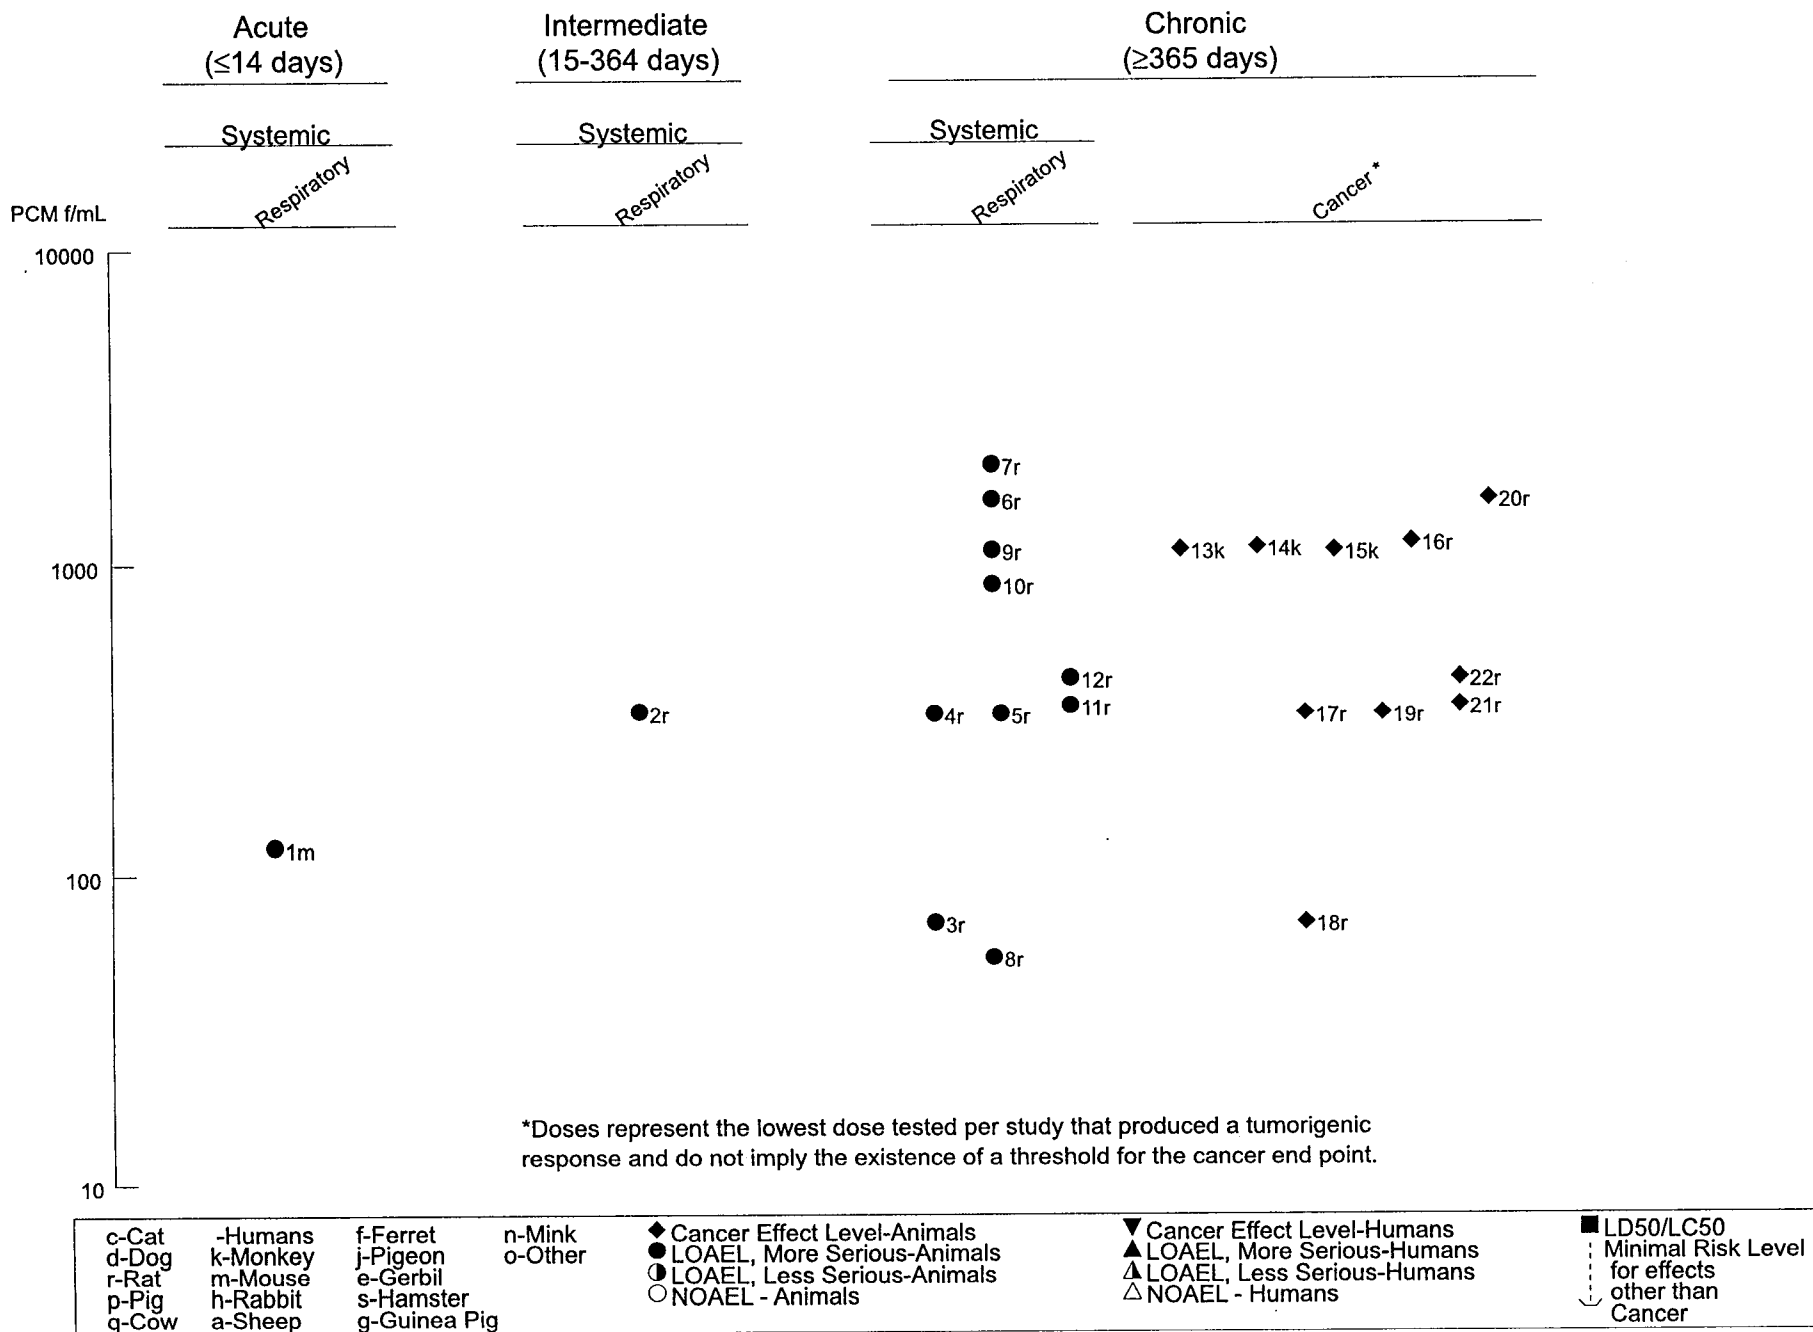 Acute
(≤14 days)
Intermediate
(15-364 days)
Chronic
(≥365 days)
Systemic
Systemic
Systemic
Respiratory
Respiratory
Respiratory
Cancer *
PCM f/mL
10000
1000
100
10
7r
6r
20r
9r
13k
14k
15k
16r
10r
12r
22r
2r
4r
5r
11r
17r
19r
21r
1m
3r
18r
8r
*Doses represent the lowest dose tested per study that produced a tumorigenic
response and do not imply the existence of a threshold for the cancer end point.
c-Cat
d-Dog
r-Rat
p-Pig
q-Cow
-Humans
k-Monkey
m-Mouse
h-Rabbit
a-Sheep
f-Ferret
j-Pigeon
e-Gerbil
s-Hamster
g-Guinea Pig
n-Mink
o-Other
Cancer Effect Level-Animals
LOAEL, More Serious-Animals
LOAEL, Less Serious-Animals
NOAEL - Animals
Cancer Effect Level-Humans
LOAEL, More Serious-Humans
LOAEL, Less Serious-Humans
NOAEL - Humans
LD50/LC50
Minimal Risk Level
for effects
other than
Cancer